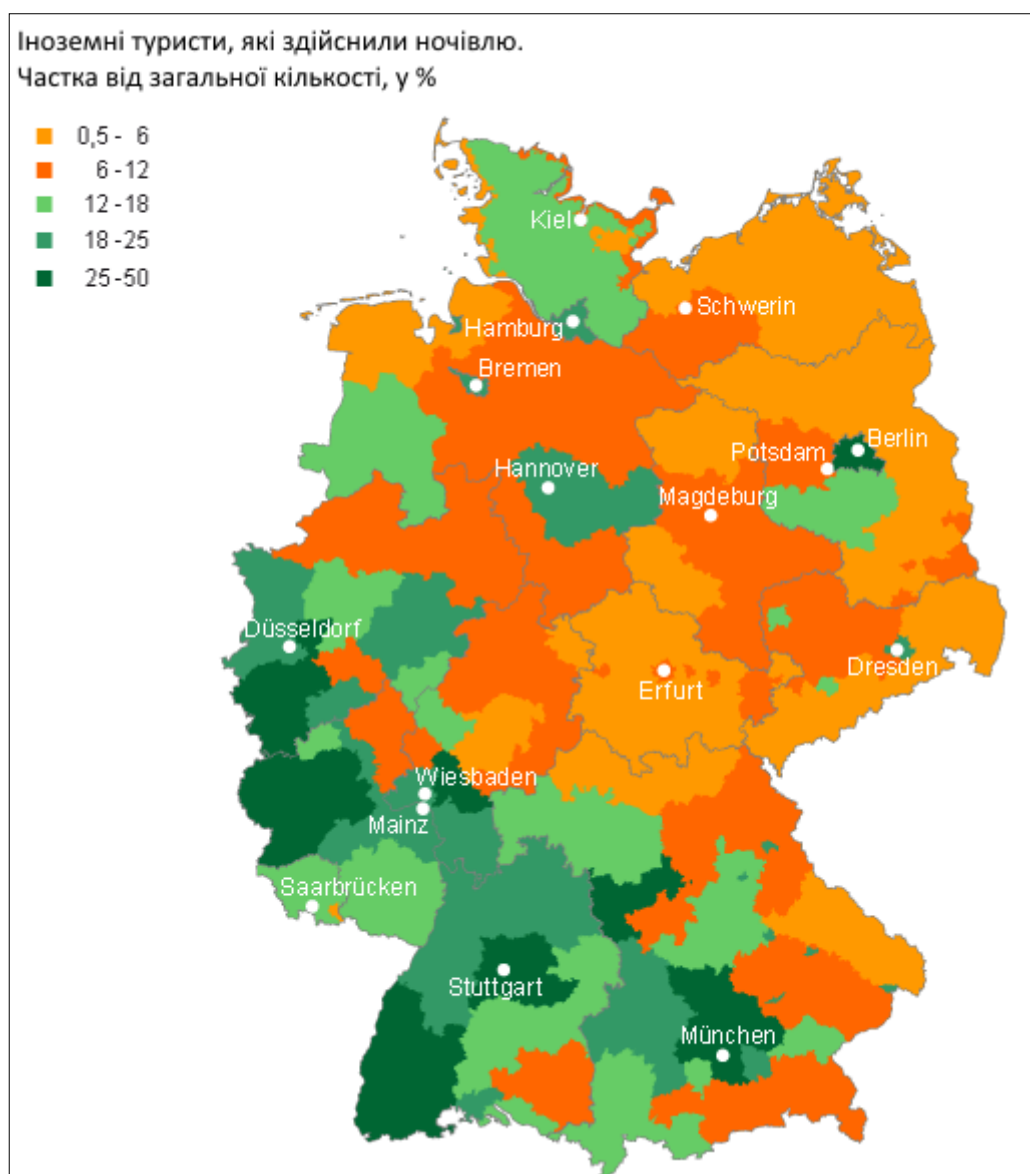 Іноземні туристи, які здійснили ночівлю.
Частка від загальної кількості, у %
0,5 - 6
6 -12
12 -18
18 -25
25 -50
Kiel
Schwerin
Hamburg
Bremen
Berlin
Potsdam
Hannover
Magdeburg
Düsseldorf
Dresden
Erfurt
Wiesbaden
Mainz
Saarbrücken
Stuttgart
München